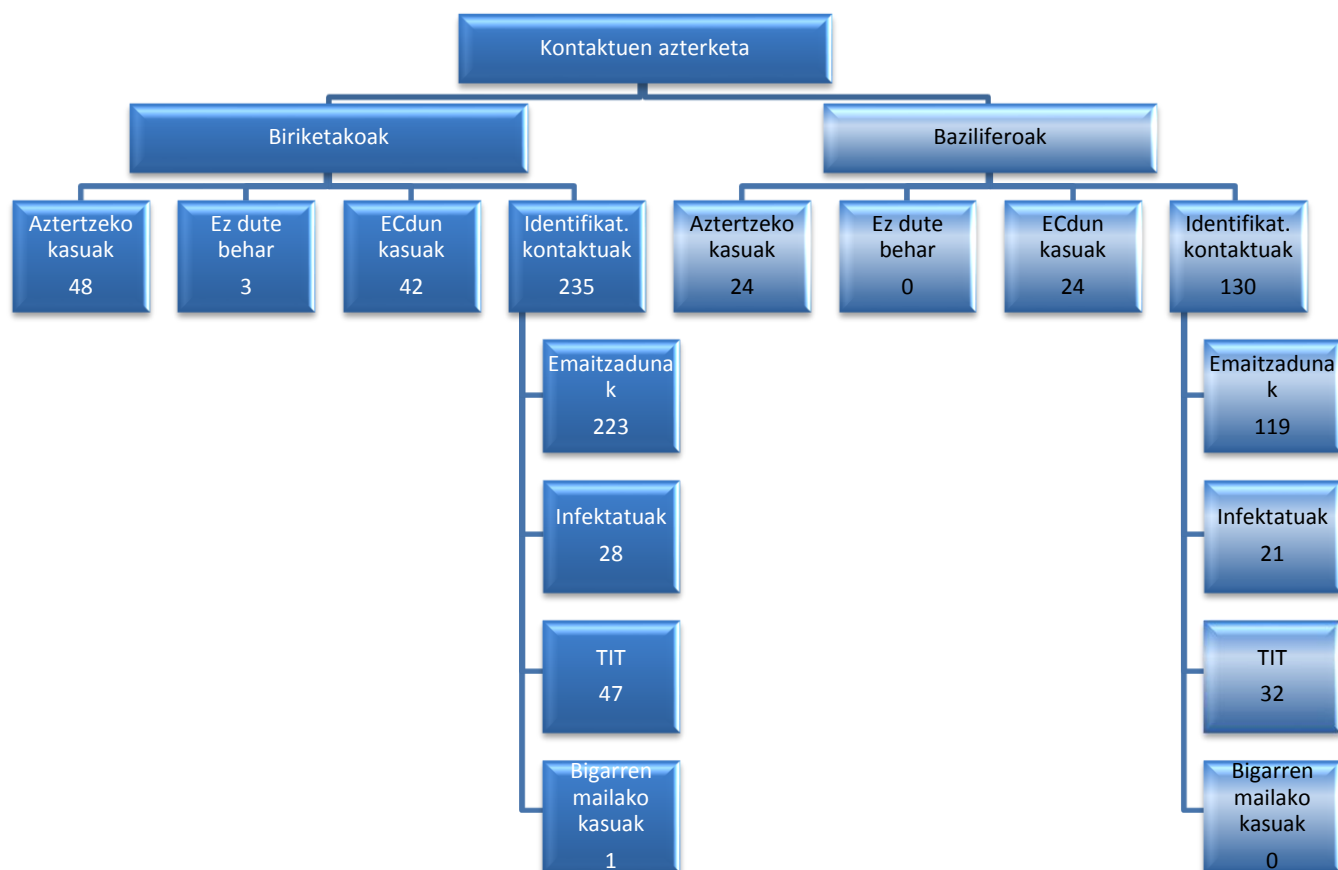 Kontaktuen azterketa
Biriketakoak
Baziliferoak
Aztertzeko
kasuak
48
Ez dute
behar
3
ECdun
kasuak
42
Identifikat.
kontaktuak
235
Aztertzeko
kasuak
24
Ez dute
behar
0
ECdun
kasuak
24
Identifikat.
kontaktuak
130
Emaitzaduna
k
223
Infektatuak
28
TIT
47
Bigarren
mailako
kasuak
1
Emaitzaduna
k
119
Infektatuak
21
TIT
32
Bigarren
mailako
kasuak
0